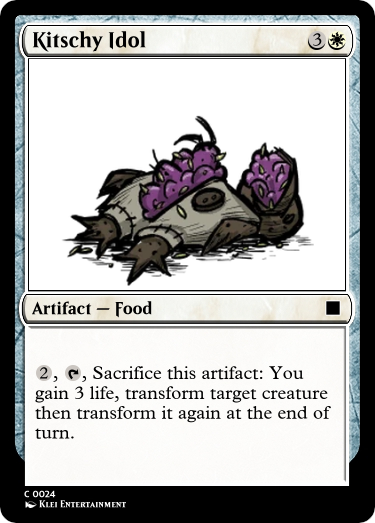 Kitschy Idol 3
Artifact — Food
2, , Sacrifice this artifact: You
gain 3 life, transform target creature
then transform it again at the end of
turn.
C 0024
Klei Entertainment